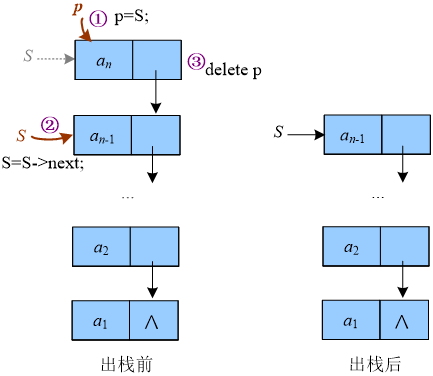 p ① p=S;
S aₙ ③ delete p
② S aₙ₋₁ S aₙ₋₁
S=S->next;
... ...
a₂ a₂
a₁ ∧ a₁ ∧
出栈前 出栈后